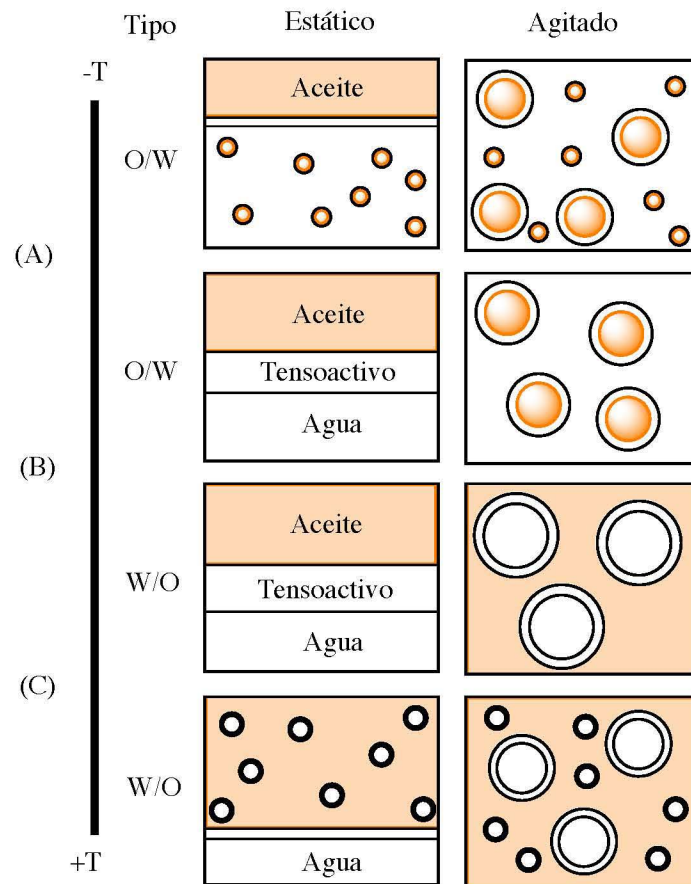 Tipo Estático Agitado
-T
Aceite
O/W
(A)
Aceite
O/W Tensoactivo
Agua
(B)
Aceite
W/O Tensoactivo
Agua
(C)
W/O
+T Agua